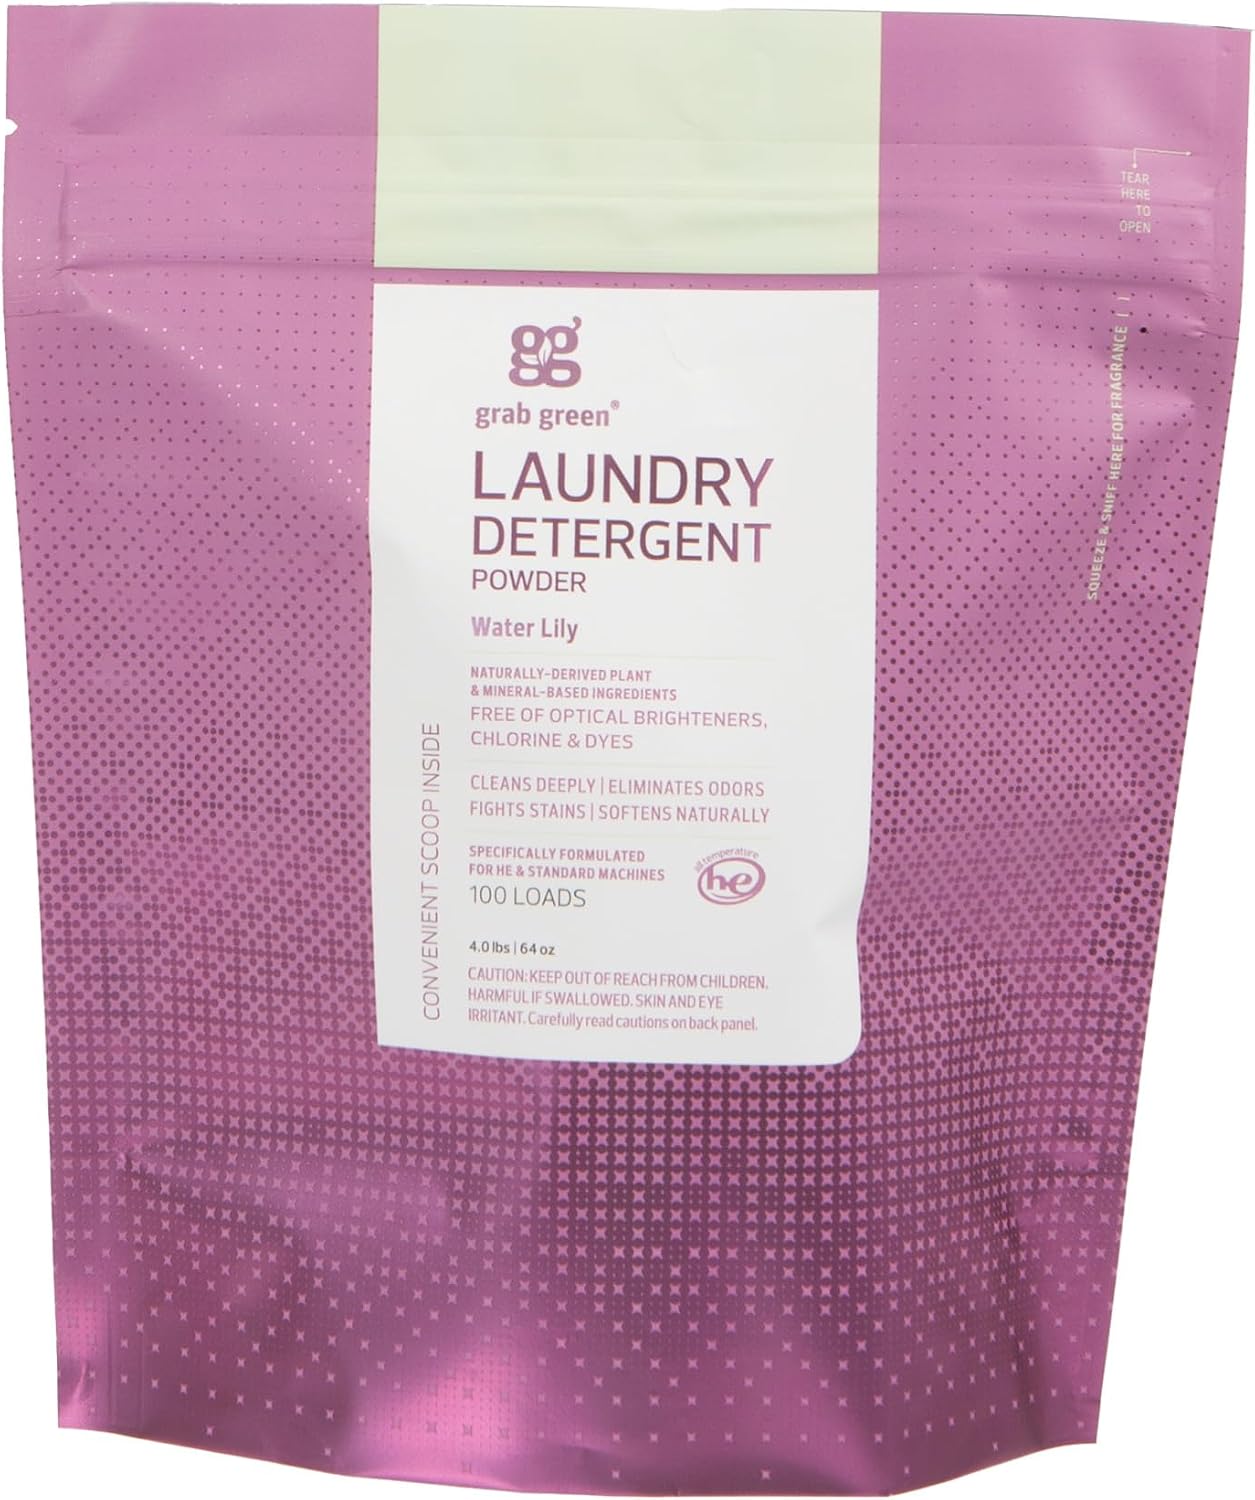 TEAR
HERE
TO
OPEN
SQUEEZE & SNIFF HERE FOR FRAGRANCE [ ]
gg
grab green®
LAUNDRY
DETERGENT
POWDER
Water Lily
NATURALLY-DERIVED PLANT
& MINERAL-BASED INGREDIENTS
FREE OF OPTICAL BRIGHTENERS,
CHLORINE & DYES
CLEANS DEEPLY | ELIMINATES ODORS
FIGHTS STAINS | SOFTENS NATURALLY
CONVENIENT SCOOP INSIDE
SPECIFICALLY FORMULATED
FOR HE & STANDARD MACHINES
100 LOADS
all temperature
he
4.0 lbs | 64 oz
CAUTION: KEEP OUT OF REACH FROM CHILDREN.
HARMFUL IF SWALLOWED. SKIN AND EYE
IRRITANT. Carefully read cautions on back panel.